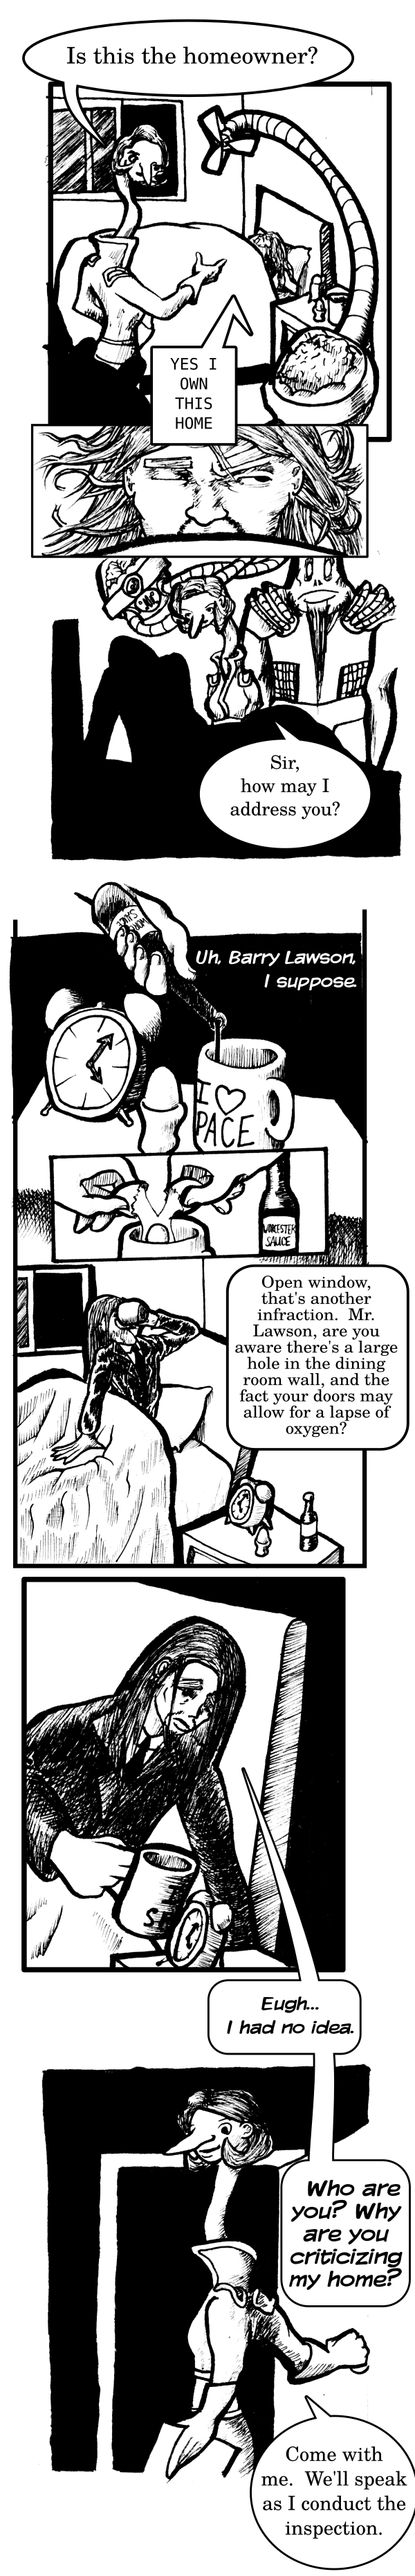 Is this the homeowner?
YES I
OWN
THIS
HOME
Sir,
how may I
address you?
Uh, Barry Lawson,
I suppose.
I ♡
PACE
WORCESTER
SAUCE
Open window,
that's another
infraction. Mr.
Lawson, are you
aware there's a large
hole in the dining
room wall, and the
fact your doors may
allow for a lapse of
oxygen?
Eugh...
I had no idea.
Who are
you? Why
are you
criticizing
my home?
Come with
me. We'll speak
as I conduct the
inspection.